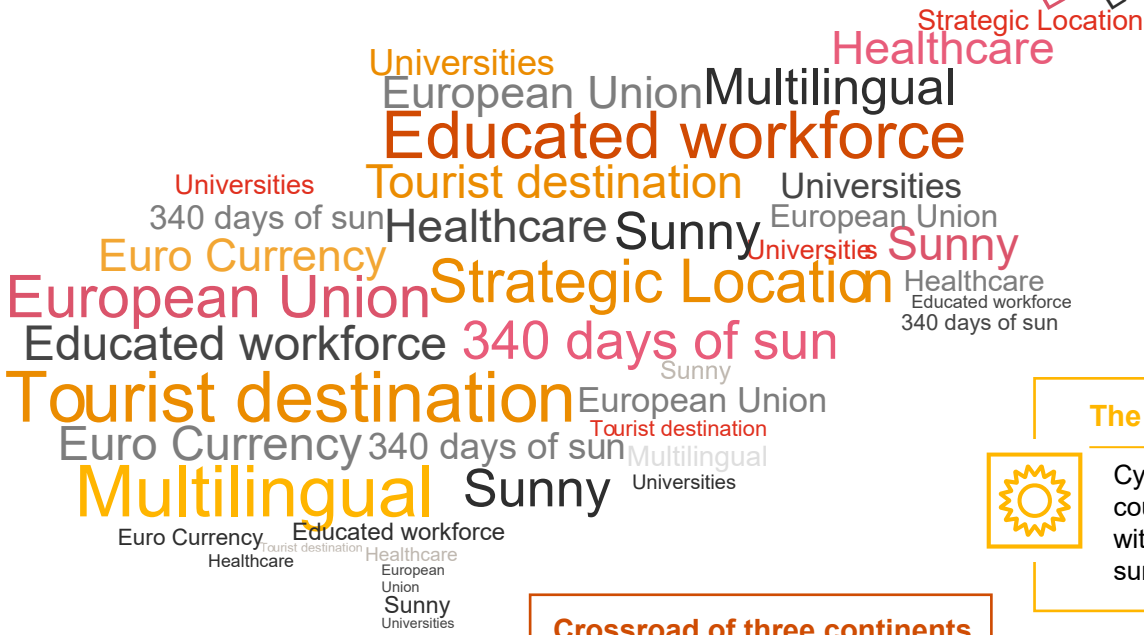 Strategic Location
Healthcare
Universities
European Union Multilingual
Educated workforce
Tourist destination
Universities
Universities
340 days of sun
Healthcare
Sunny
European Union
Universities
Sunny
Euro Currency
Strategic Location
Healthcare
European Union
Educated workforce
340 days of sun
Educated workforce
340 days of sun
Sunny
Tourist destination
European Union
Tourist destination
Euro Currency
340 days of sun
Multilingual
Multilingual
Sunny
Universities
Euro Currency
Educated workforce
Tourist destination
Healthcare
Healthcare
European
Union
Sunny
Universities
The
Crossroad of three continents